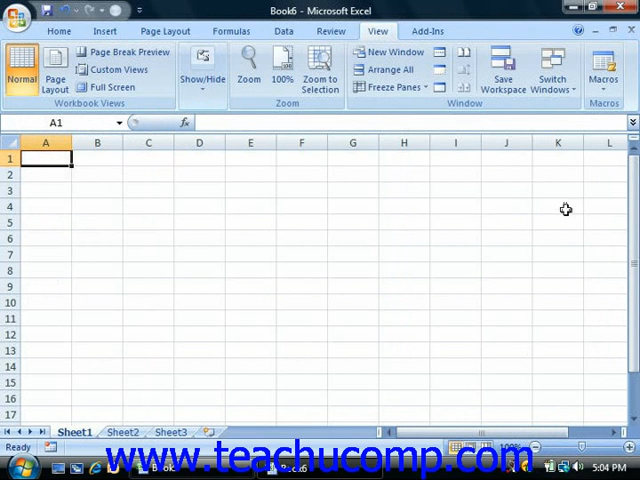 Book6 - Microsoft Excel
Home Insert Page Layout Formulas Data Review View Add-Ins
Normal
Page Layout
Page Break Preview
Custom Views
Full Screen
Workbook Views
Show/Hide
Zoom
100%
Zoom to Selection
Zoom
New Window
Arrange All
Freeze Panes
Save Workspace
Switch Windows
Window
Macros
Macros
A1 fx
A B C D E F G H I J K L
1
2
3
4
5
6
7
8
9
10
11
12
13
14
15
16
17
Sheet1 Sheet2 Sheet3
Ready 100%
www.teachucomp.com
5:04 PM